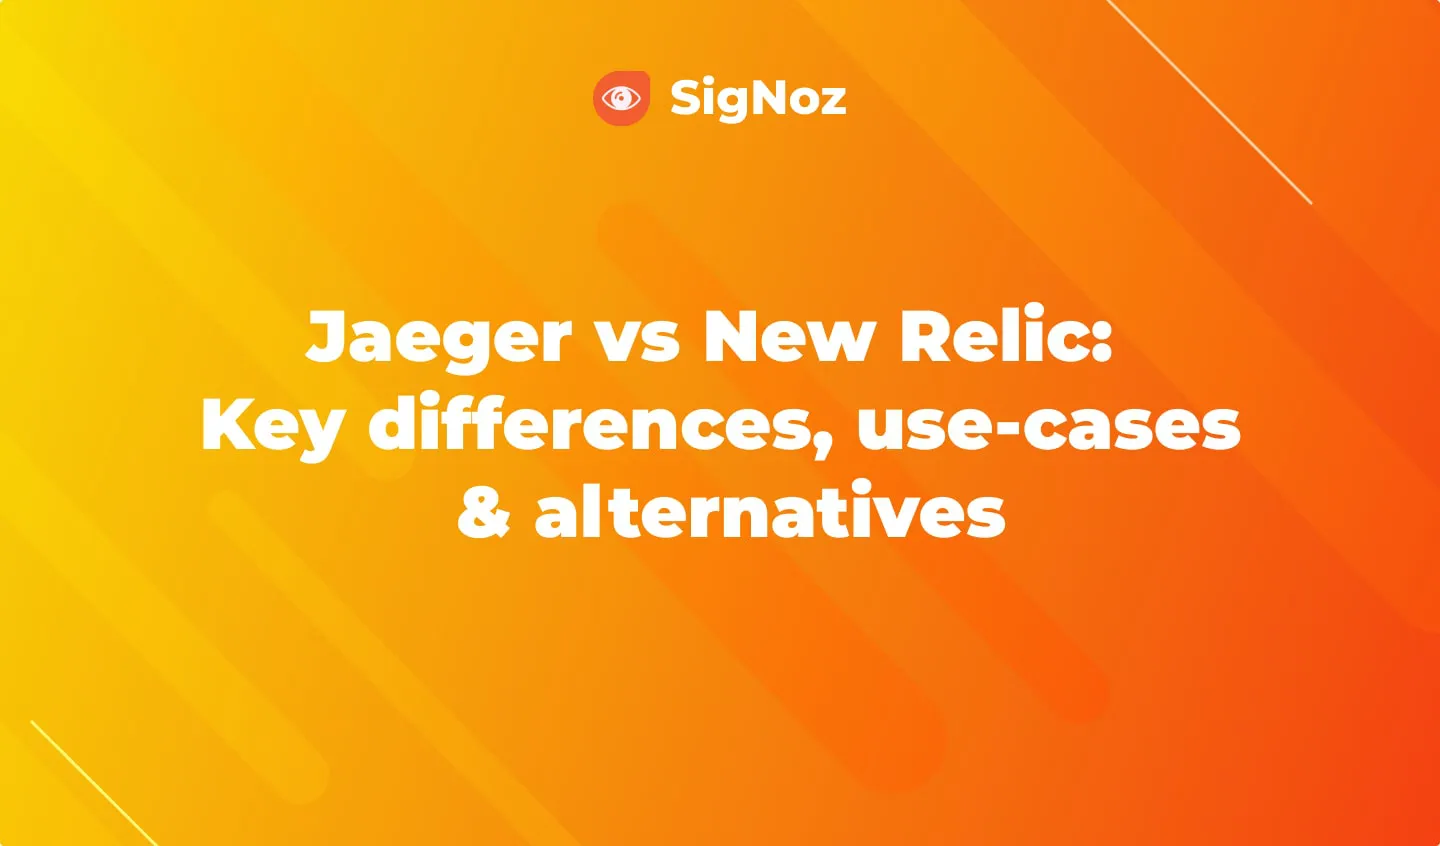 SigNoz
Jaeger vs New Relic:
Key differences, use-cases
& alternatives